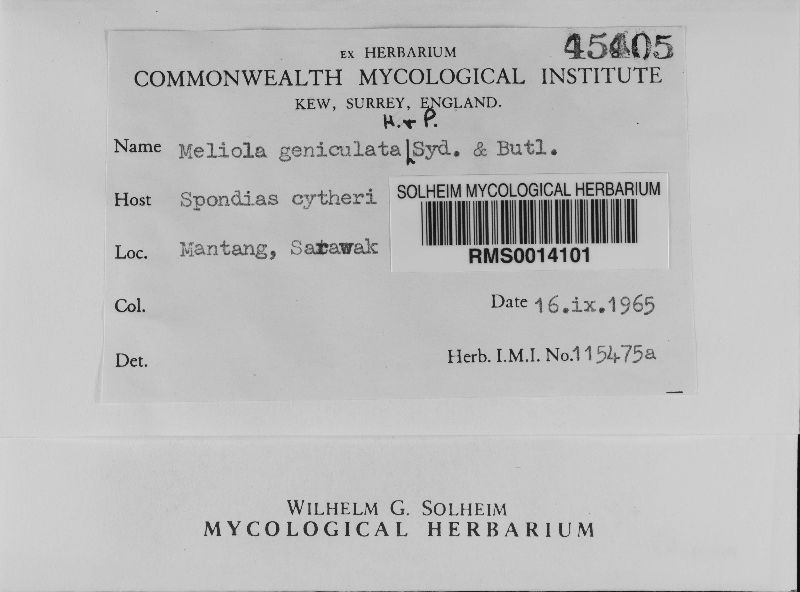 45405
EX HERBARIUM
COMMONWEALTH MYCOLOGICAL INSTITUTE
KEW, SURREY, ENGLAND.
H. & P.
Name Meliola geniculata Syd. & Butl.
Host Spondias cytheri
SOLHEIM MYCOLOGICAL HERBARIUM
RMS0014101
Loc. Mantang, Sarawak
Col.
Date 16.ix.1965
Det.
Herb. I.M.I. No. 115475a
WILHELM G. SOLHEIM
MYCOLOGICAL HERBARIUM